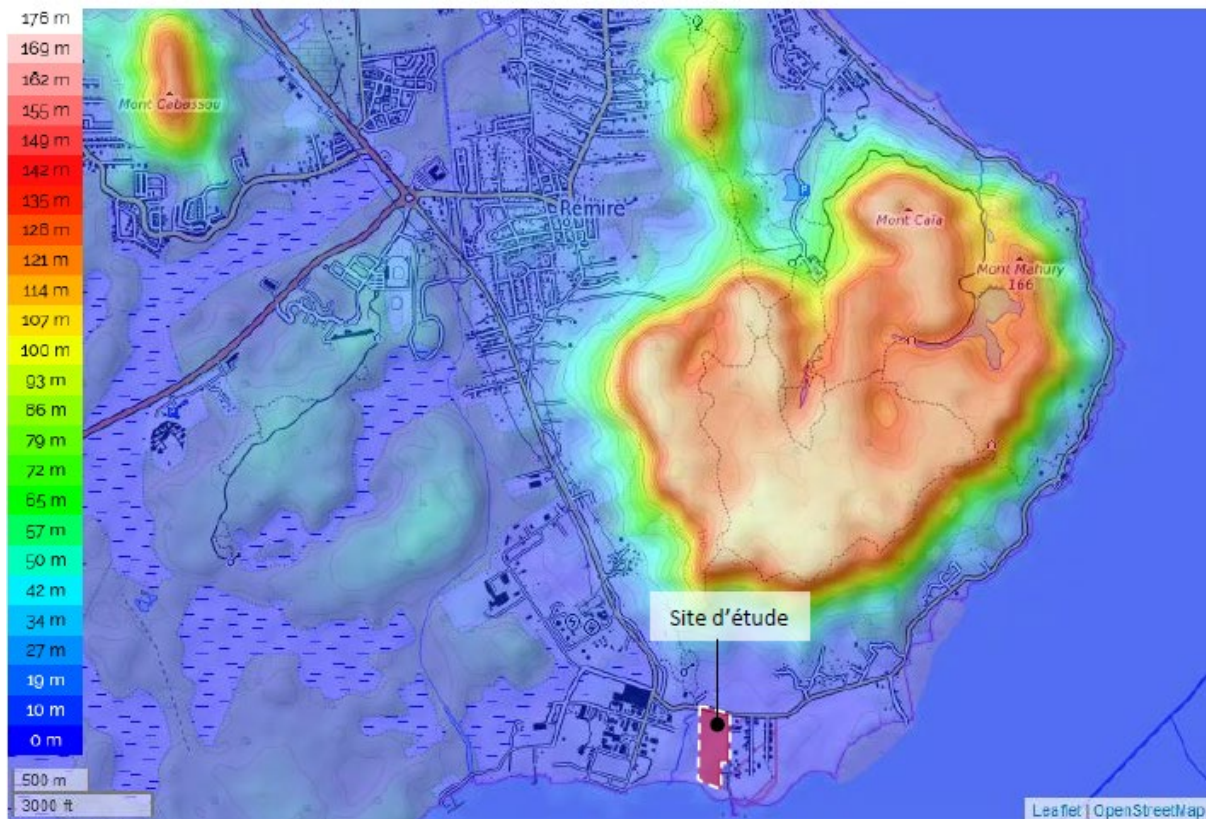 176 m
169 m
162 m
155 m
149 m
142 m
135 m
128 m
121 m
114 m
107 m
100 m
93 m
86 m
79 m
72 m
65 m
57 m
50 m
42 m
34 m
27 m
19 m
10 m
0 m
500 m
3000 ft
Mont Cabassou
Remire
Mont Caïa
Mont Mahury
166
Site d'étude
Leaflet | OpenStreetMap